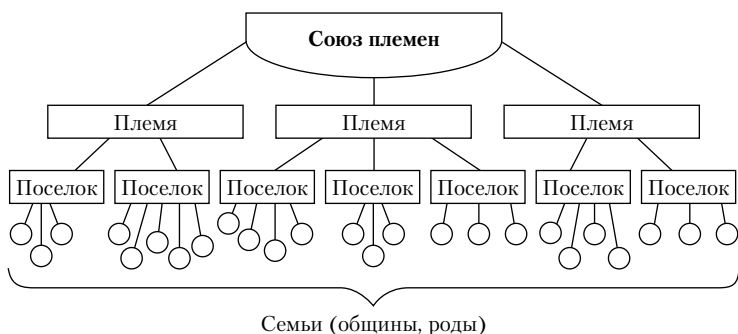 Союз племен
Племя Племя Племя
Поселок Поселок Поселок Поселок Поселок Поселок Поселок
Семьи (общины, роды)